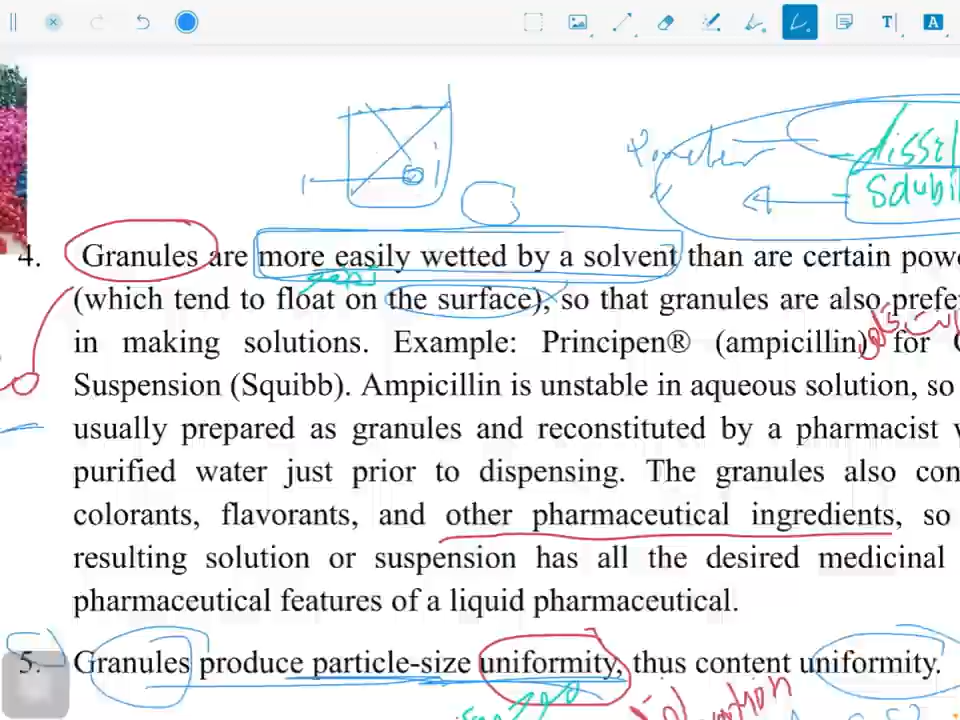 dissol
Solubil
4. Granules are more easily wetted by a solvent than are certain pow
(which tend to float on the surface), so that granules are also prefe
in making solutions. Example: Principen® (ampicillin) for
Suspension (Squibb). Ampicillin is unstable in aqueous solution, so
usually prepared as granules and reconstituted by a pharmacist
purified water just prior to dispensing. The granules also con
colorants, flavorants, and other pharmaceutical ingredients, so
resulting solution or suspension has all the desired medicinal
pharmaceutical features of a liquid pharmaceutical.
5. Granules produce particle-size uniformity, thus content uniformity.